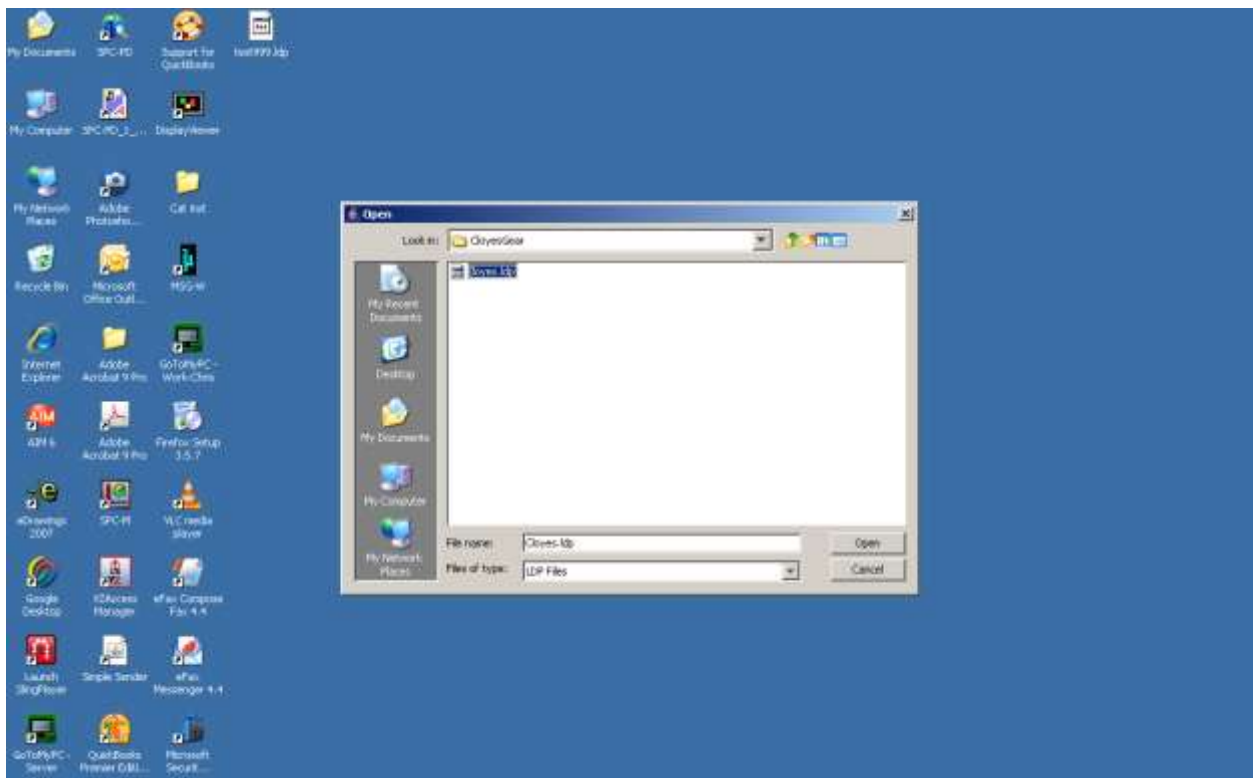 My Documents
SPC-PD
Support for
QuickBooks
test999.ldp
My Computer
DisplayViewer
My Network
Places
Adobe
Photosho...
Recycle Bin
Microsoft
Office Outl...
MSG-W
Internet
Explorer
Adobe
Acrobat 9 Pro
GoToMyPC -
Work-Chris
AIM 6
Adobe
Acrobat 9 Pro
Firefox Setup
3.5.7
eDrawings
2007
SPC-M
VLC media
player
Google
Desktop
Manager
eFax Compose
Fax 4.4
Launch
SlingPlayer
Simple Sender
eFax
Messenger 4.4
GoToMyPC -
Server
QuickBooks
Premier Editi...
Microsoft
Securit...
Open
Look in:
CloyesGear
Cloyes.ldp
My Recent
Documents
Desktop
My Documents
My Computer
My Network
Places
File name:
Cloyes.ldp
Open
Files of type:
LDP Files
Cancel